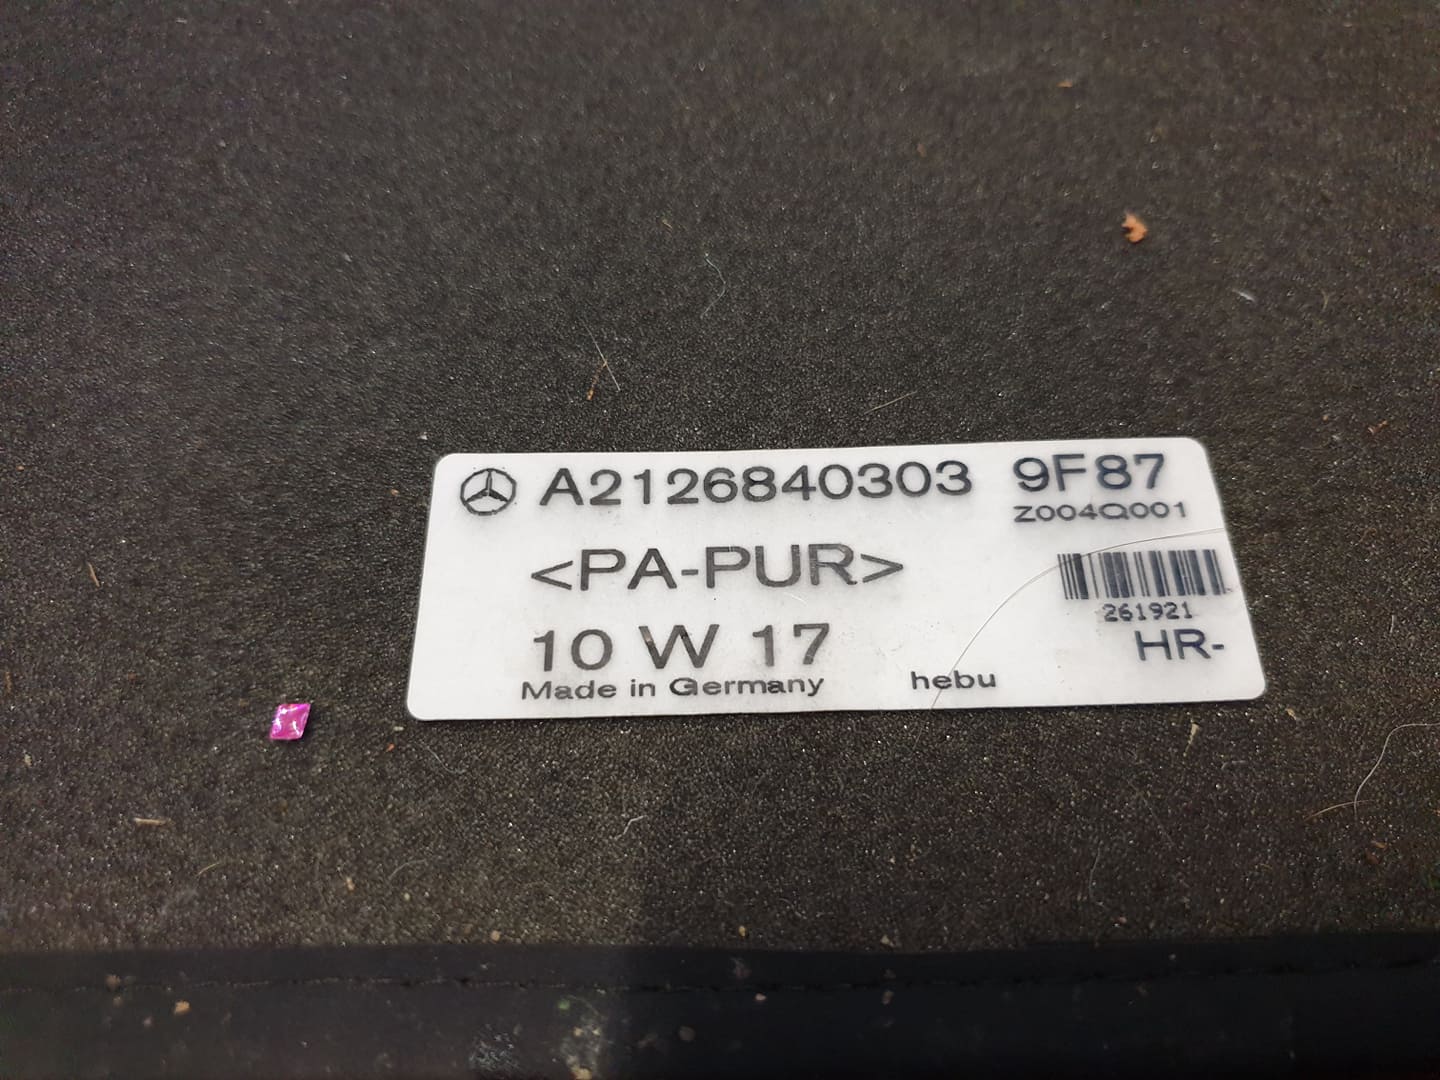 A2126840303 9F87
Z004Q001
<PA-PUR>
261921
10 W 17 HR-
Made in Germany hebu